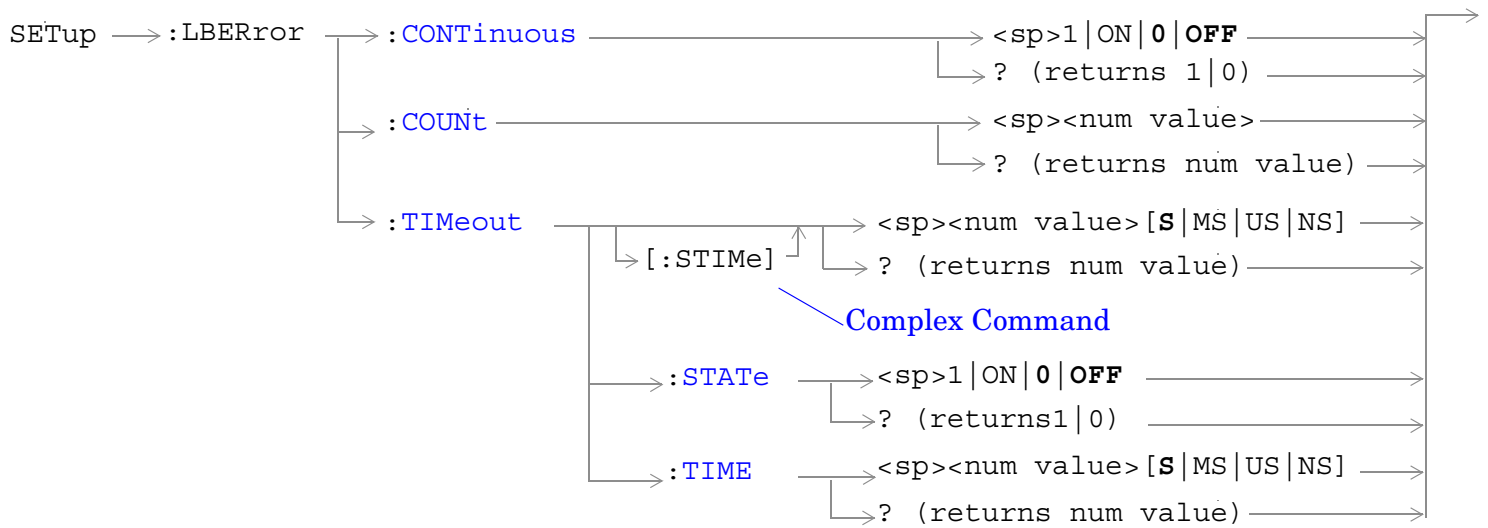 SETup :LBERror :CONTinuous <sp>1|ON|0|OFF
? (returns 1|0)
:COUNt <sp><num value>
? (returns num value)
:TIMeout <sp><num value>[S|MS|US|NS]
[:STIMe] ? (returns num value)
Complex Command
:STATe <sp>1|ON|0|OFF
? (returns1|0)
:TIME <sp><num value>[S|MS|US|NS]
? (returns num value)